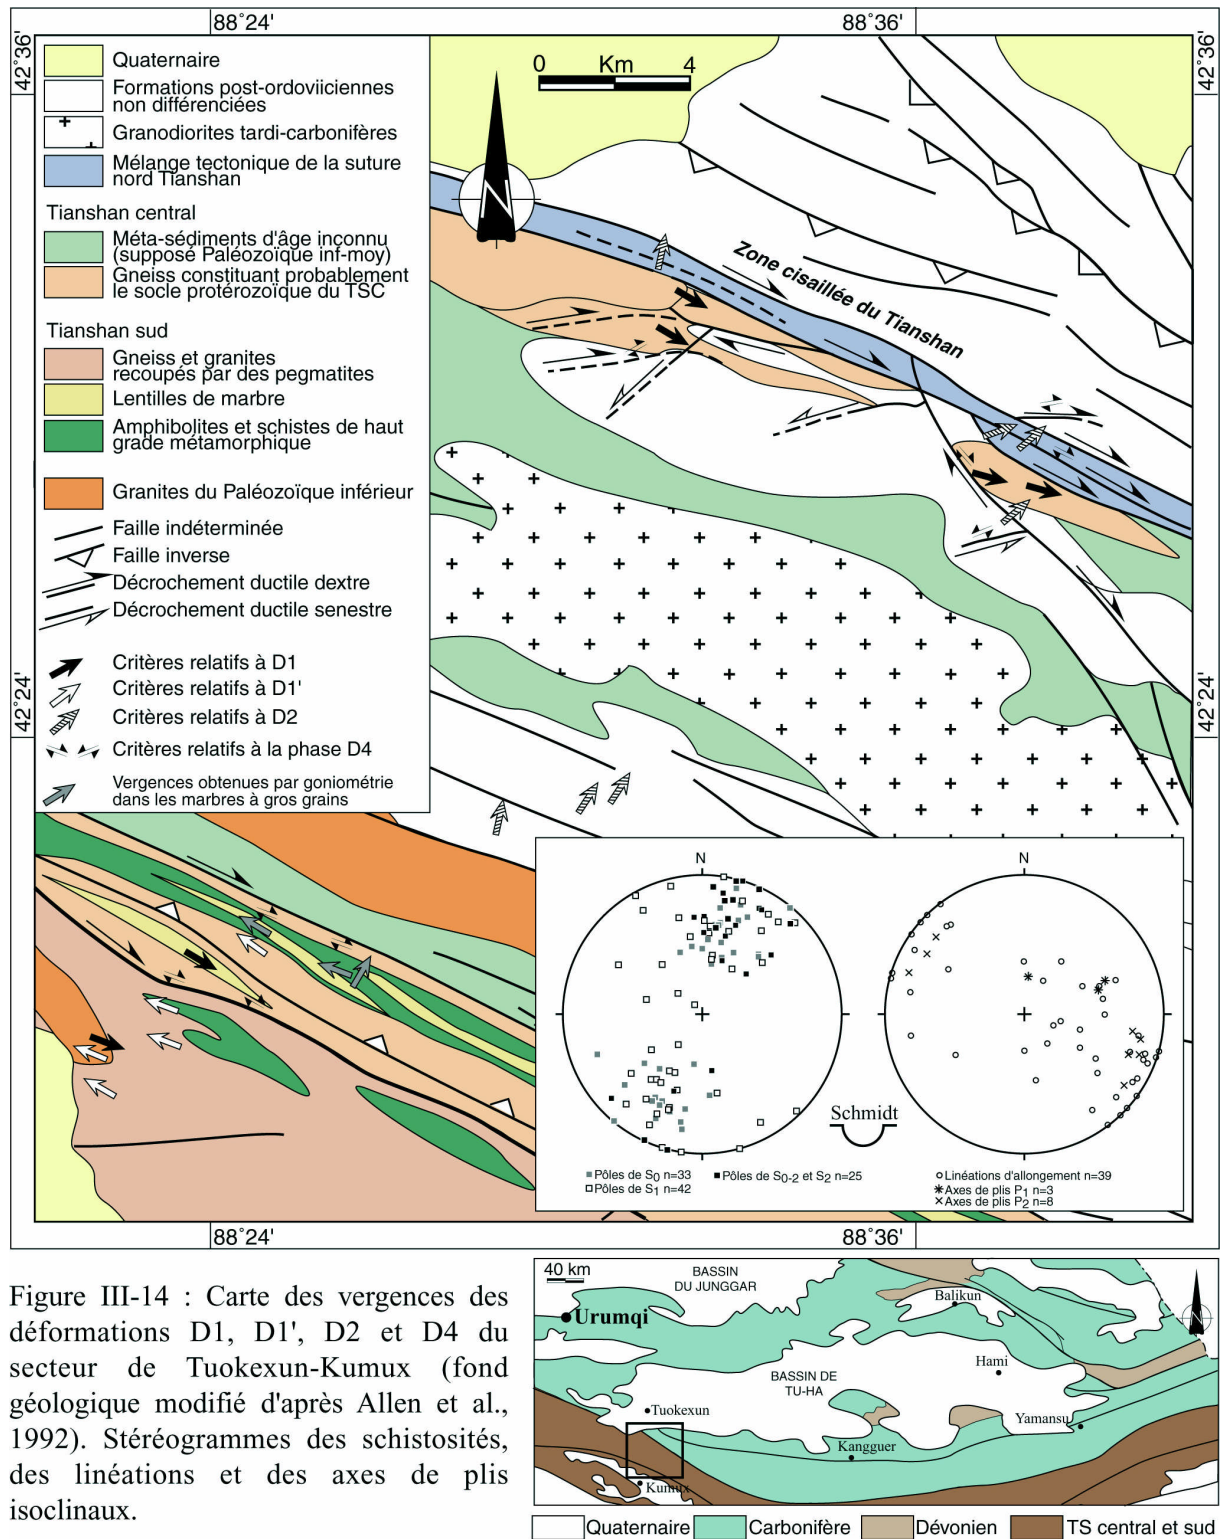 88˚24'
88˚36'
42˚36'
42˚36'
Quaternaire
Formations post-ordoviiciennes
non différenciées
Granodiorites tardi-carbonifères
Mélange tectonique de la suture
nord Tianshan
Tianshan central
Méta-sédiments d'âge inconnu
(supposé Paléozoïque inf-moy)
Gneiss constituant probablement
le socle protérozoïque du TSC
Tianshan sud
Gneiss et granites
recoupés par des pegmatites
Lentilles de marbre
Amphibolites et schistes de haut
grade métamorphique
Granites du Paléozoïque inférieur
Faille indéterminée
Faille inverse
Décrochement ductile dextre
Décrochement ductile senestre
Critères relatifs à D1
Critères relatifs à D1'
Critères relatifs à D2
Critères relatifs à la phase D4
Vergences obtenues par goniométrie
dans les marbres à gros grains
0 Km 4
N
Zone cisaillée du Tianshan
42˚24'
42˚24'
N
N
Schmidt
Pôles de S0 n=33
Pôles de S0-2 et S2 n=25
Pôles de S1 n=42
Linéations d'allongement n=39
Axes de plis P1 n=3
Axes de plis P2 n=8
88˚24'
88˚36'
Figure III-14 : Carte des vergences des
déformations D1, D1', D2 et D4 du
secteur de Tuokexun-Kumux (fond
géologique modifié d'après Allen et al.,
1992). Stéréogrammes des schistosités,
des linéations et des axes de plis
isoclinaux.
40 km
BASSIN
DU JUNGGAR
Urumqi
Balikun
Hami
BASSIN DE
TU-HA
Tuokexun
Yamansu
Kangguer
Kumux
Quaternaire
Carbonifère
Dévonien
TS central et sud